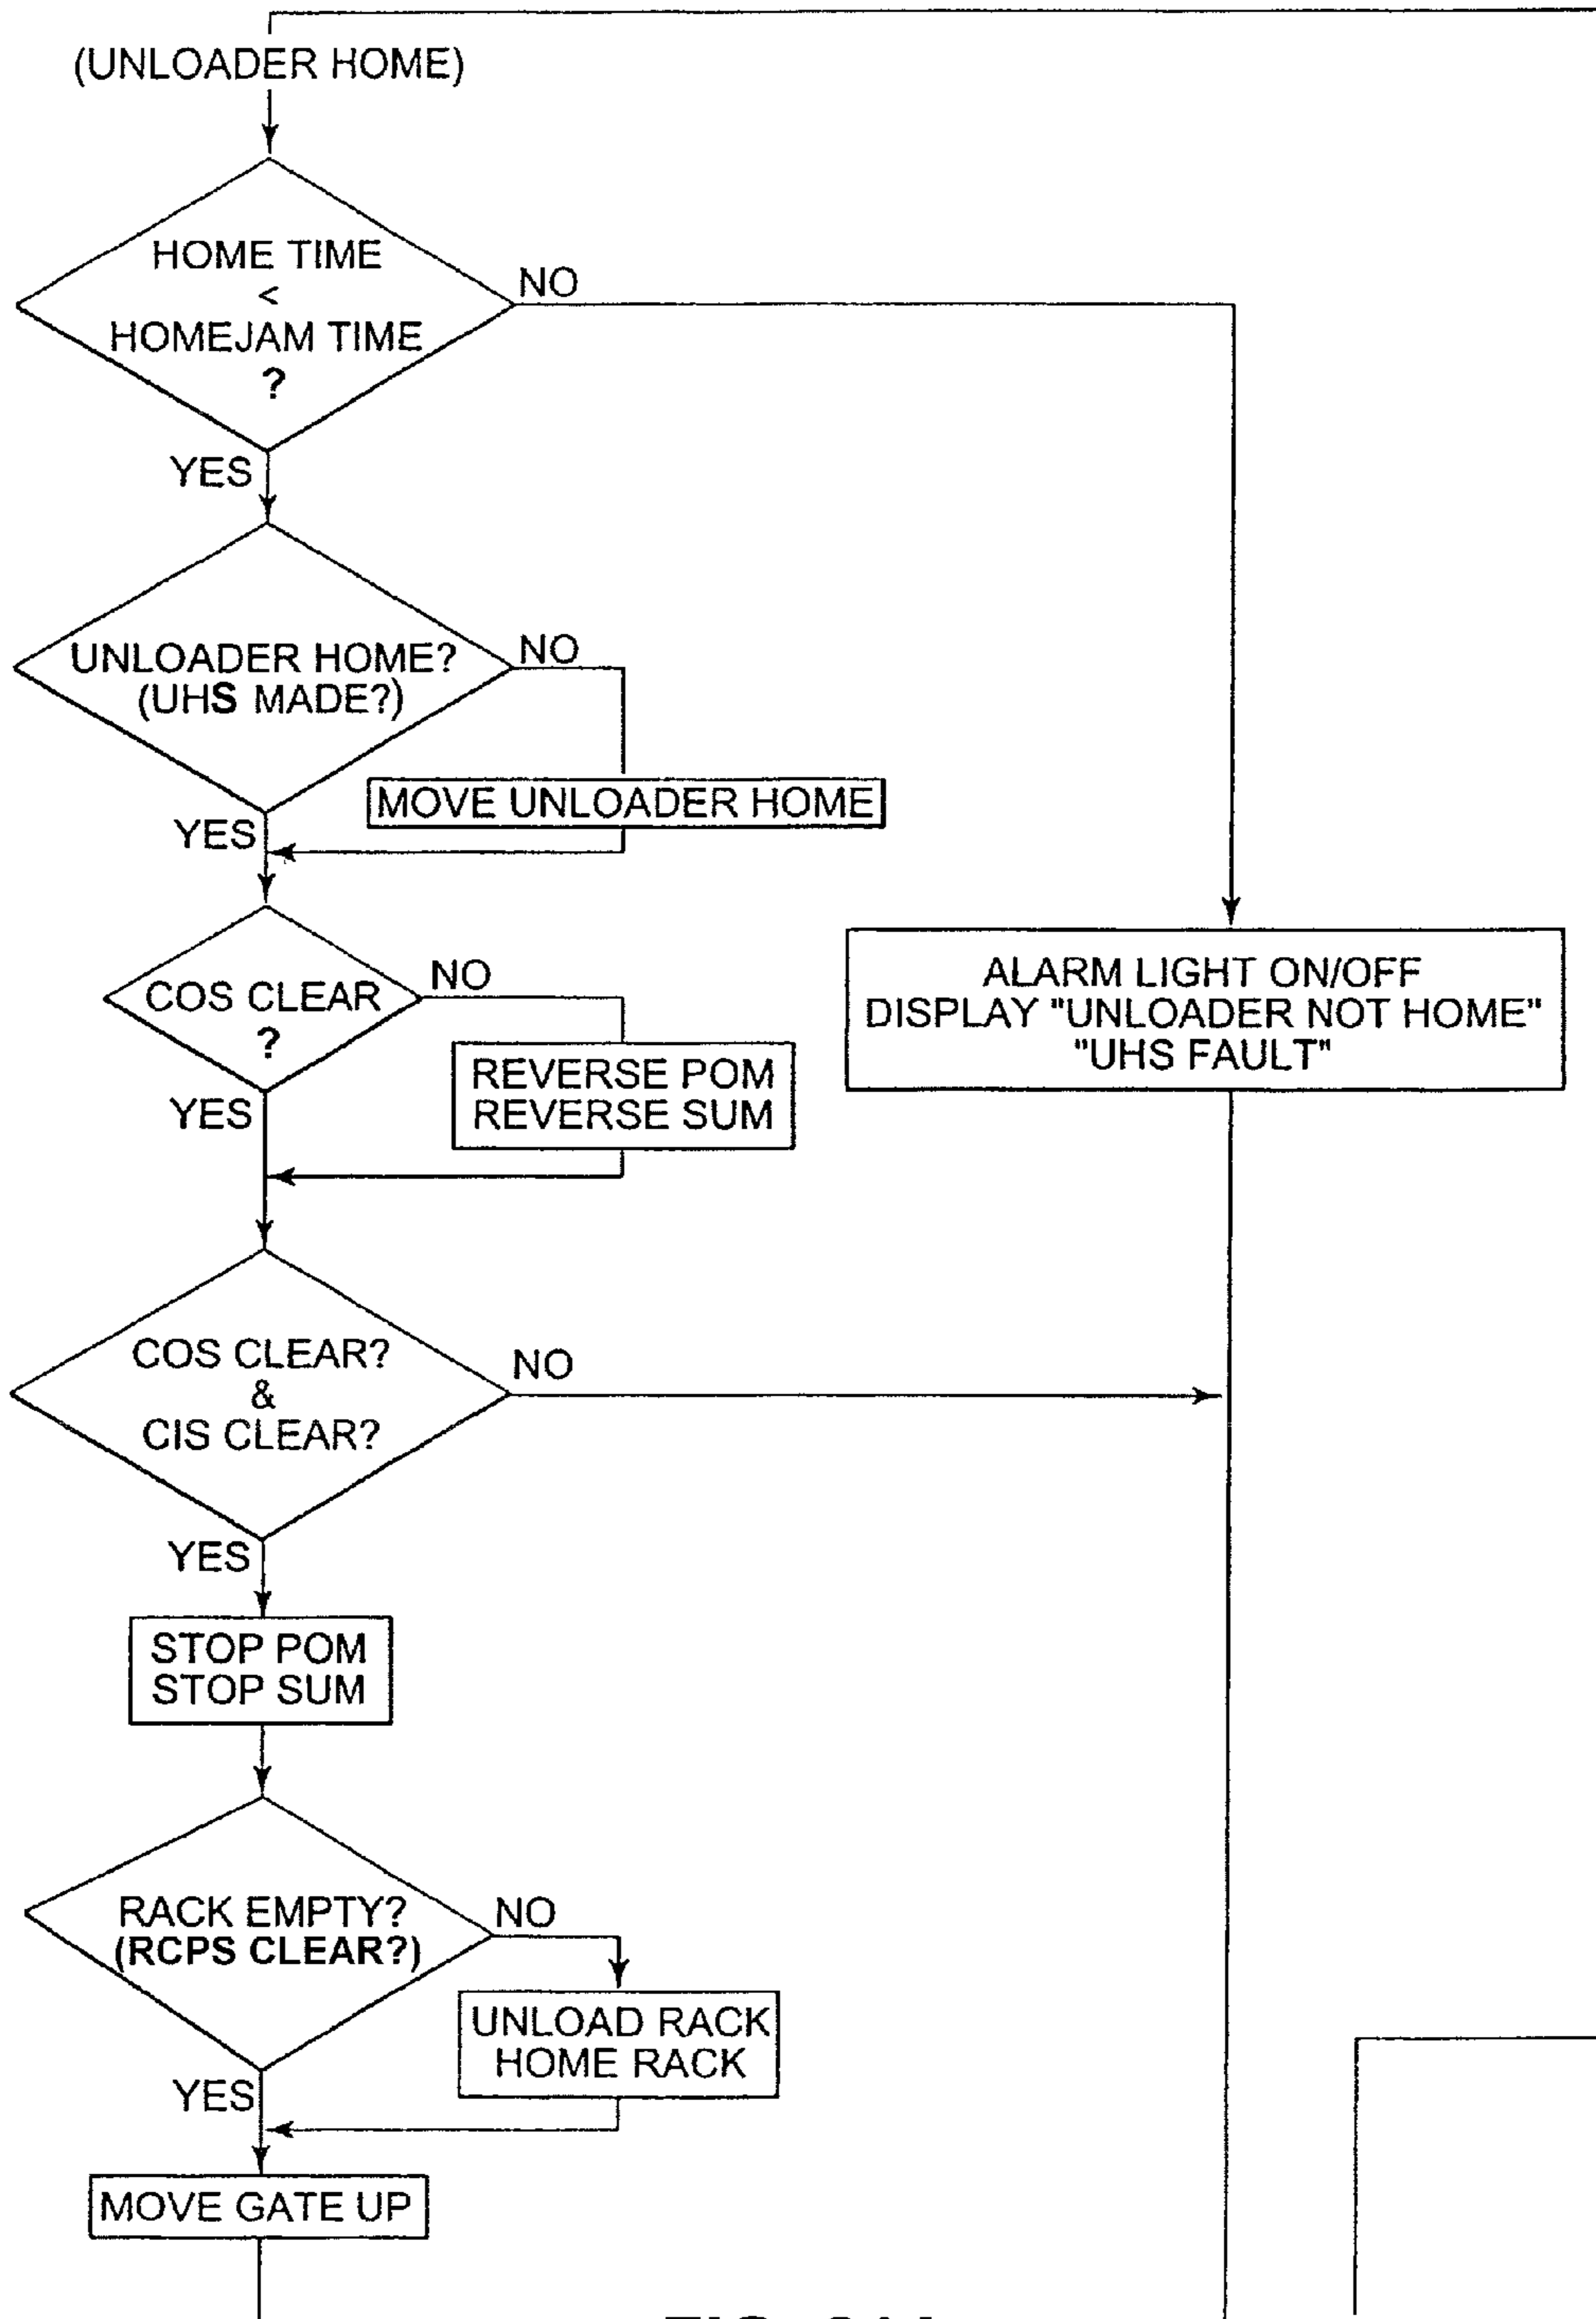 (UNLOADER HOME)
HOME TIME
<
HOMEJAM TIME
?
NO
YES
UNLOADER HOME?
(UHS MADE?)
NO
MOVE UNLOADER HOME
YES
COS CLEAR
?
NO
REVERSE POM
REVERSE SUM
YES
ALARM LIGHT ON/OFF
DISPLAY "UNLOADER NOT HOME"
"UHS FAULT"
COS CLEAR?
&
CIS CLEAR?
NO
YES
STOP POM
STOP SUM
RACK EMPTY?
(RCPS CLEAR?)
NO
UNLOAD RACK
HOME RACK
YES
MOVE GATE UP